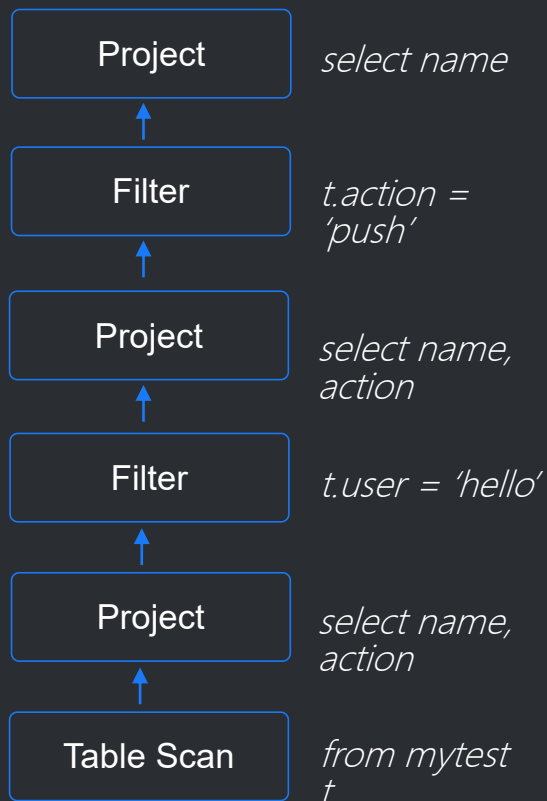 Project
select name
Filter
t.action =
‘push’
Project
select name,
action
Filter
t.user = ‘hello’
Project
select name,
action
Table Scan
from mytest
t